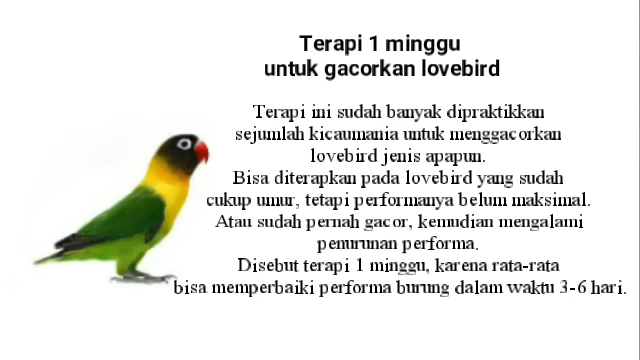 Terapi 1 minggu
untuk gacorkan lovebird
Terapi ini sudah banyak dipraktikkan
sejumlah kicaumania untuk menggacorkan
lovebird jenis apapun.
Bisa diterapkan pada lovebird yang sudah
cukup umur, tetapi performanya belum maksimal.
Atau sudah pernah gacor, kemudian mengalami
penurunan performa.
Disebut terapi 1 minggu, karena rata-rata
bisa memperbaiki performa burung dalam waktu 3-6 hari.